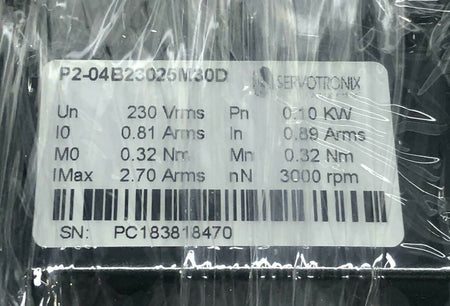 P2-04B23025M30D SERVOTRONIX
Un 230 Vrms Pn 0.10 KW
I0 0.81 Arms In 0.89 Arms
M0 0.32 Nm Mn 0.32 Nm
IMax 2.70 Arms nN 3000 rpm
SN: PC183818470